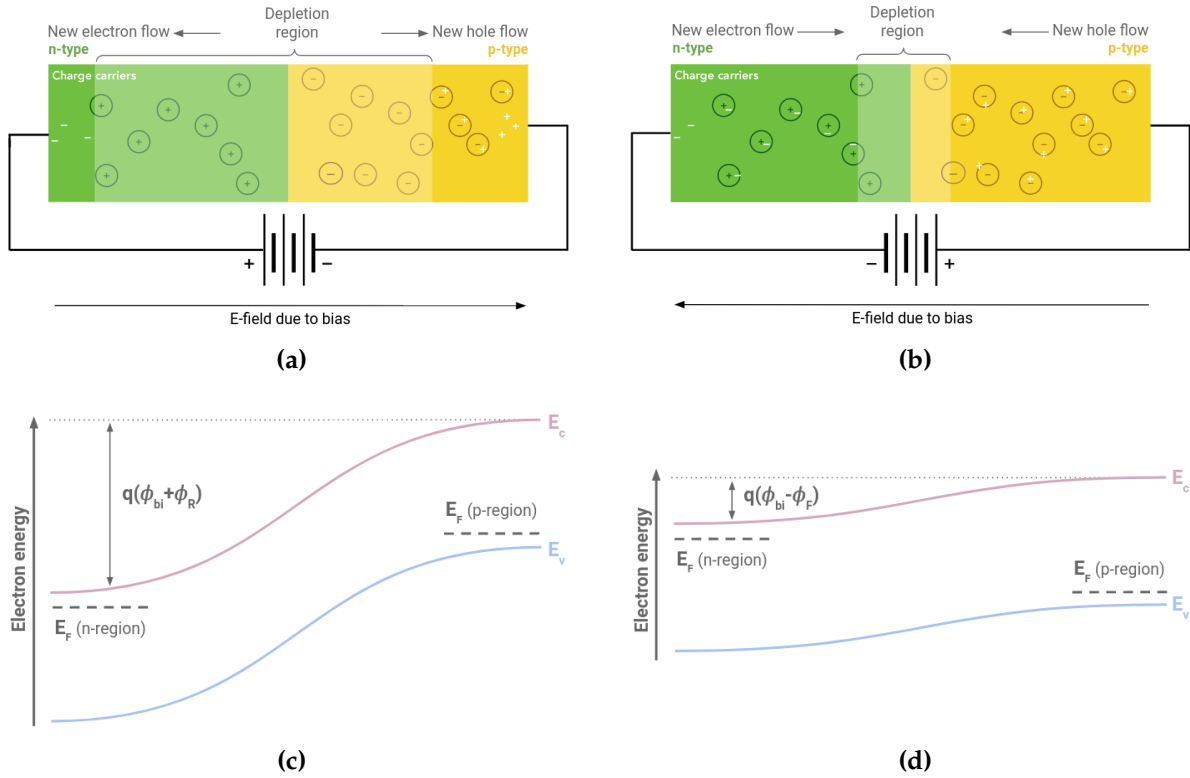 Depletion
region
New electron flow
New hole flow
n-type
p-type
Charge carriers
+ −
E-field due to bias
(a)
Depletion
region
New electron flow
New hole flow
n-type
p-type
Charge carriers
− +
E-field due to bias
(b)
Electron energy
q(ϕbi+ϕR)
Ec
EF (p-region)
Ev
EF (n-region)
(c)
Electron energy
q(ϕbi-ϕF)
Ec
EF (n-region)
EF (p-region)
Ev
(d)